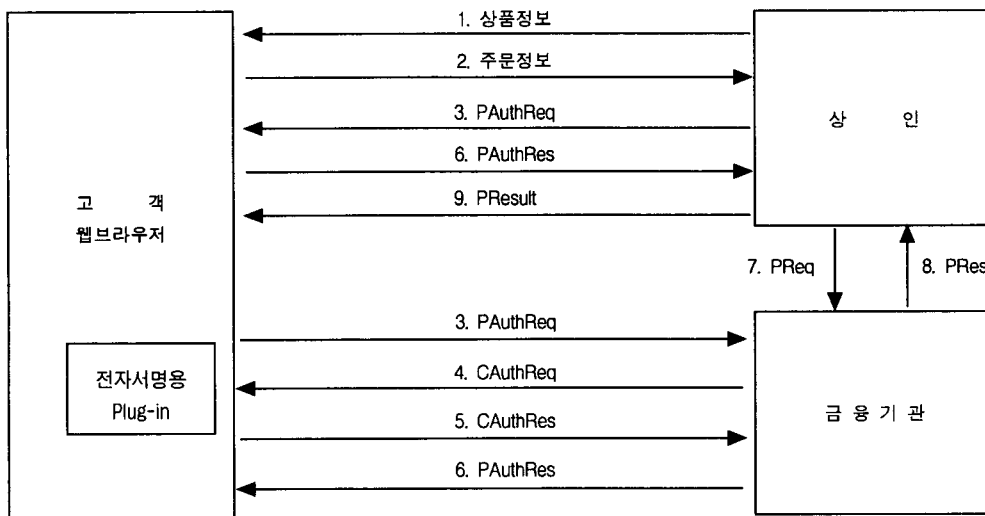 1. 상품정보
2. 주문정보
3. PAuthReq
6. PAuthRes
9. PResult
상 인
고 객
웹브라우저
7. PReq
8. PRes
3. PAuthReq
4. CAuthReq
5. CAuthRes
6. PAuthRes
전자서명용
Plug-in
금 융 기 관